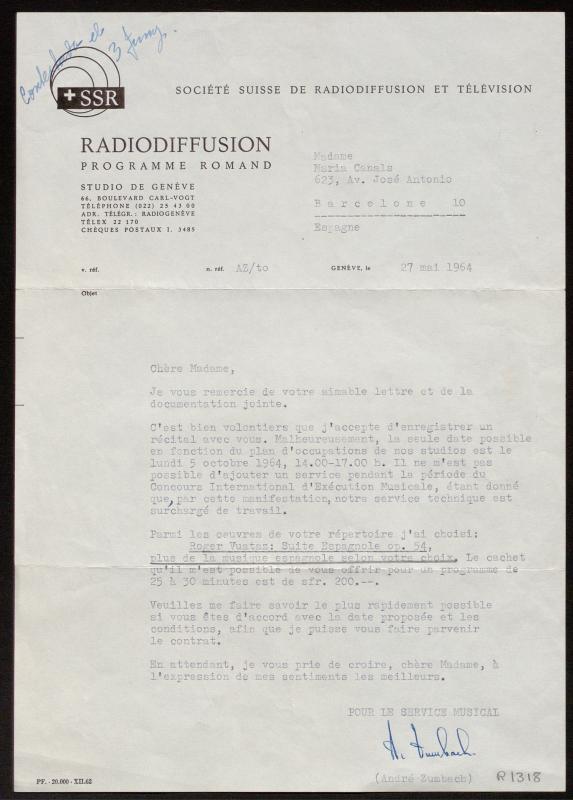 Contestada el
3 Juny.
SSR
SOCIÉTÉ SUISSE DE RADIODIFFUSION ET TÉLÉVISION
RADIODIFFUSION
PROGRAMME ROMAND
STUDIO DE GENÈVE
66, BOULEVARD CARL-VOGT
TÉLÉPHONE (022) 25 43 00
ADR. TÉLÉGR.: RADIOGENÈVE
TÉLEX 22 170
CHÈQUES POSTAUX I. 3485
Madame
Maria Canals
623, Av. José Antonio
Barcelone 10
Espagne
v. réf. n. réf. AZ/to GENÈVE, le 27 mai 1964
Objet
Chère Madame,
Je vous remercie de votre aimable lettre et de la
documentation jointe.
C'est bien volontiers que j'accepte d'enregistrer un
récital avec vous. Malheureusement, la seule date possible
en fonction du plan d'occupations de nos studios est le
lundi 5 octobre 1964, 14.00-17.00 h. Il ne m'est pas
possible d'ajouter un service pendant la période du
Concours International d'Exécution Musicale, étant donné
que, par cette manifestation, notre service technique est
surchargé de travail.
Parmi les oeuvres de votre répertoire j'ai choisi:
Roger Vuataz: Suite Espagnole op. 54,
plus de la musique espagnole selon votre choix. Le cachet
qu'il m'est possible de vous offrir pour un programme de
25 à 30 minutes est de sfr. 200.--.
Veuillez me faire savoir le plus rapidement possible
si vous êtes d'accord avec la date proposée et les
conditions, afin que je puisse vous faire parvenir
le contrat.
En attendant, je vous prie de croire, chère Madame, à
l'expression de mes sentiments les meilleurs.
POUR LE SERVICE MUSICAL
A. Zumbach
(André Zumbach) R1318
PF. - 20.000 - XII.62